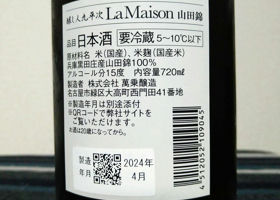 醸し人九平次 La Maison 山田錦
品目 日本酒 要冷蔵 5～10℃以下
原材料名 米(国産)、米麹(国産米)
兵庫黒田庄産山田錦100%
アルコール分15度 内容量720ml
製造者 株式会社 萬乗醸造
名古屋市緑区大高町西門田41番地
※製造年月は別途添付
※QRコードで弊社サイトを
ご覧いただけます。
お酒は20歳になってから。
製造年月
2024年
4月
4512052109045